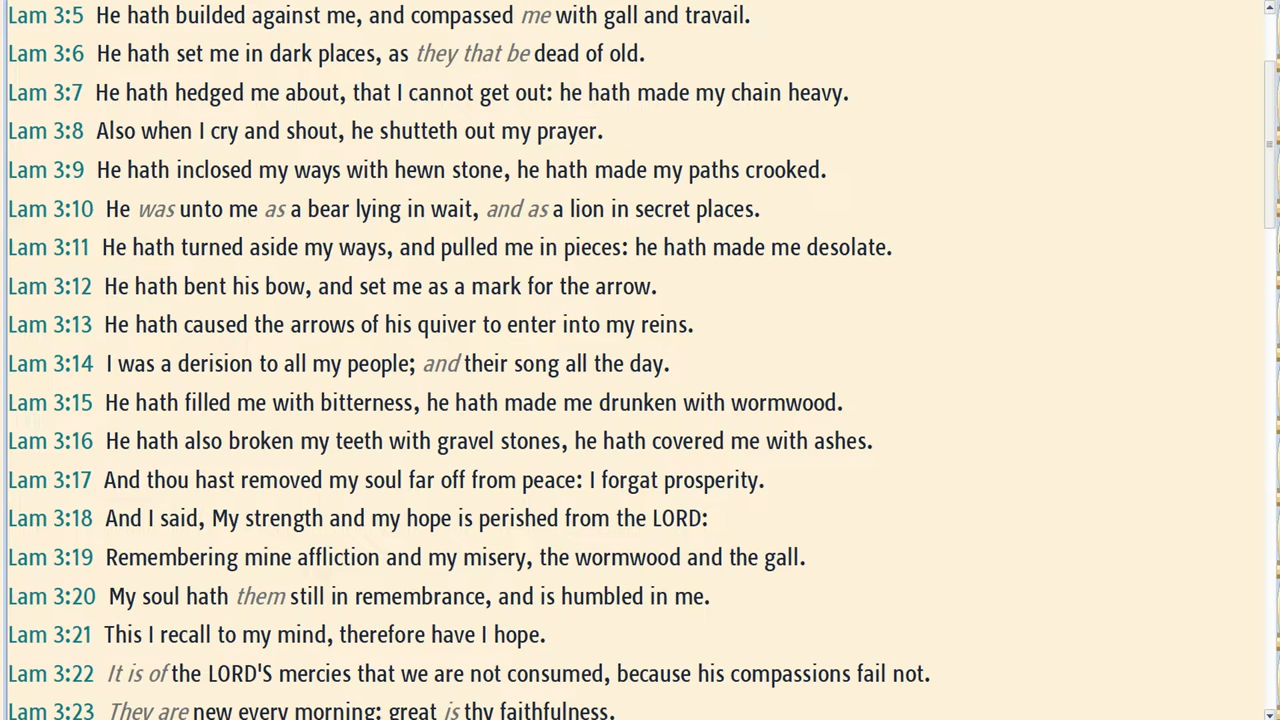 Lam 3:5 He hath builded against me, and compassed me with gall and travail.
Lam 3:6 He hath set me in dark places, as they that be dead of old.
Lam 3:7 He hath hedged me about, that I cannot get out: he hath made my chain heavy.
Lam 3:8 Also when I cry and shout, he shutteth out my prayer.
Lam 3:9 He hath inclosed my ways with hewn stone, he hath made my paths crooked.
Lam 3:10 He was unto me as a bear lying in wait, and as a lion in secret places.
Lam 3:11 He hath turned aside my ways, and pulled me in pieces: he hath made me desolate.
Lam 3:12 He hath bent his bow, and set me as a mark for the arrow.
Lam 3:13 He hath caused the arrows of his quiver to enter into my reins.
Lam 3:14 I was a derision to all my people; and their song all the day.
Lam 3:15 He hath filled me with bitterness, he hath made me drunken with wormwood.
Lam 3:16 He hath also broken my teeth with gravel stones, he hath covered me with ashes.
Lam 3:17 And thou hast removed my soul far off from peace: I forgat prosperity.
Lam 3:18 And I said, My strength and my hope is perished from the LORD:
Lam 3:19 Remembering mine affliction and my misery, the wormwood and the gall.
Lam 3:20 My soul hath them still in remembrance, and is humbled in me.
Lam 3:21 This I recall to my mind, therefore have I hope.
Lam 3:22 It is of the LORD'S mercies that we are not consumed, because his compassions fail not.
Lam 3:23 They are new every morning: great is thy faithfulness.